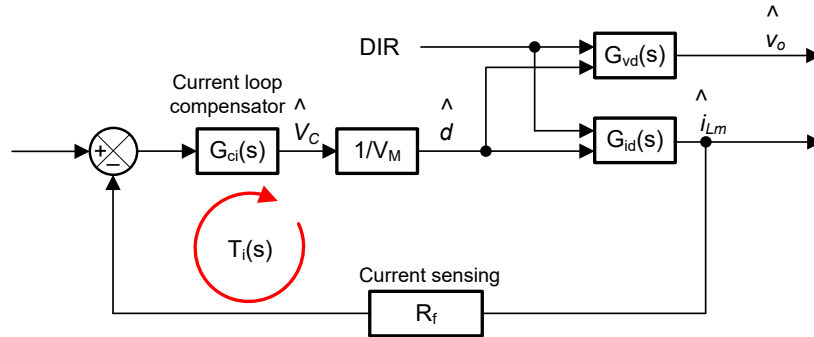 DIR
G_vd(s)
^
v_o
Current loop
compensator
^
V_C
^
d
^
i_Lm
+
−
G_ci(s)
1/V_M
G_id(s)
T_i(s)
Current sensing
R_f